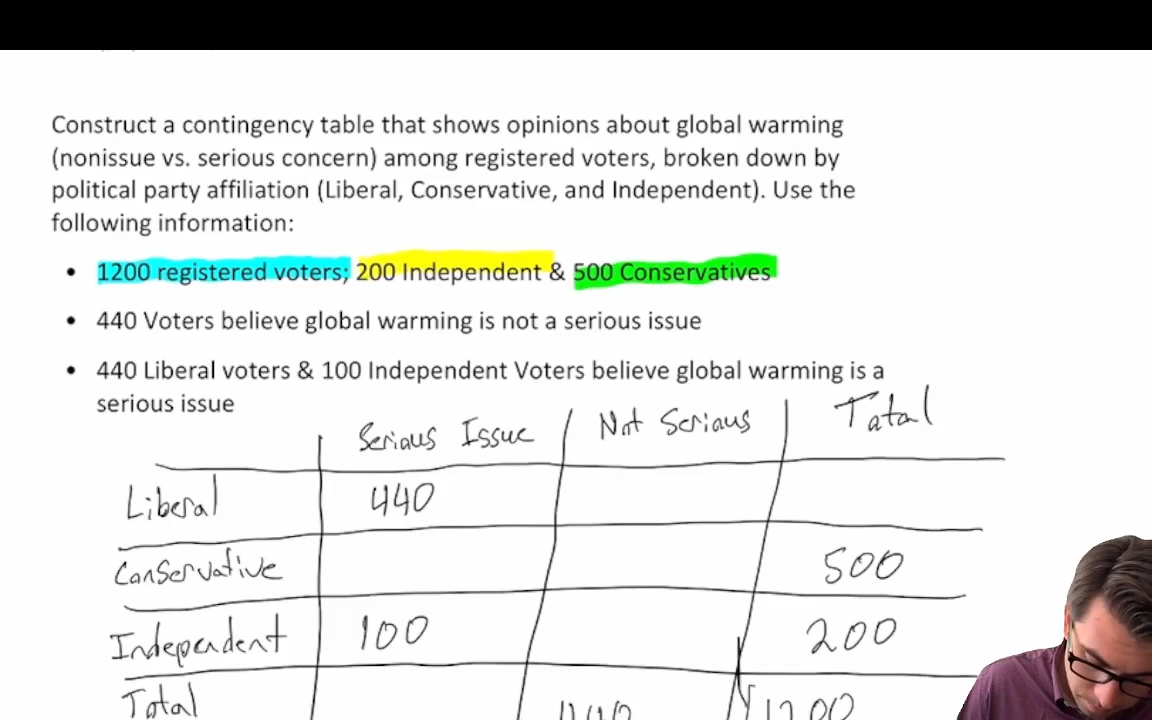 Construct a contingency table that shows opinions about global warming
(nonissue vs. serious concern) among registered voters, broken down by
political party affiliation (Liberal, Conservative, and Independent). Use the
following information:
• 1200 registered voters; 200 Independent & 500 Conservatives
• 440 Voters believe global warming is not a serious issue
• 440 Liberal voters & 100 Independent Voters believe global warming is a
serious issue
Serious Issue Not Serious Total
Liberal 440
Conservative 500
Independent 100 200
Total 440 1200